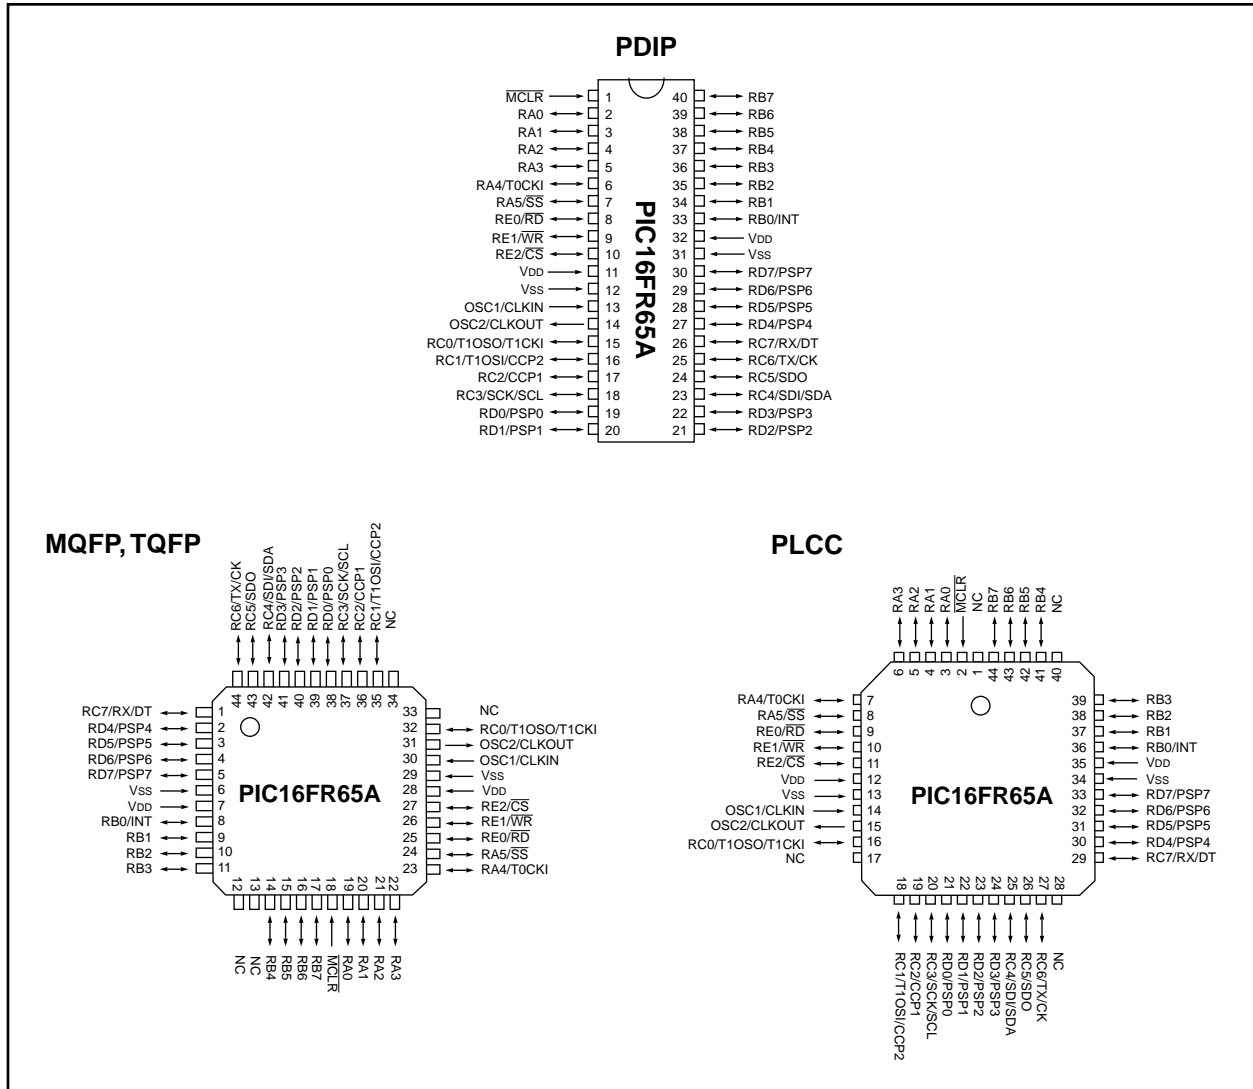 PDIP
MCLR 1 40 RB7
RA0 2 39 RB6
RA1 3 38 RB5
RA2 4 37 RB4
RA3 5 36 RB3
RA4/T0CKI 6 35 RB2
RA5/SS 7 34 RB1
RE0/RD 8 33 RB0/INT
RE1/WR 9 32 VDD
RE2/CS 10 31 VSS
VDD 11 30 RD7/PSP7
VSS 12 29 RD6/PSP6
OSC1/CLKIN 13 28 RD5/PSP5
OSC2/CLKOUT 14 27 RD4/PSP4
RC0/T1OSO/T1CKI 15 26 RC7/RX/DT
RC1/T1OSI/CCP2 16 25 RC6/TX/CK
RC2/CCP1 17 24 RC5/SDO
RC3/SCK/SCL 18 23 RC4/SDI/SDA
RD0/PSP0 19 22 RD3/PSP3
RD1/PSP1 20 21 RD2/PSP2
PIC16FR65A
MQFP, TQFP
RC6/TX/CK
RC5/SDO
RC4/SDI/SDA
RD3/PSP3
RD2/PSP2
RD1/PSP1
RD0/PSP0
RC3/SCK/SCL
RC2/CCP1
RC1/T1OSI/CCP2
NC
44 43 42 41 40 39 38 37 36 35 34
RC7/RX/DT 1 33 NC
RD4/PSP4 2 32 RC0/T1OSO/T1CKI
RD5/PSP5 3 31 OSC2/CLKOUT
RD6/PSP6 4 30 OSC1/CLKIN
RD7/PSP7 5 29 VSS
VSS 6 28 VDD
VDD 7 27 RE2/CS
RB0/INT 8 26 RE1/WR
RB1 9 25 RE0/RD
RB2 10 24 RA5/SS
RB3 11 23 RA4/T0CKI
PIC16FR65A
12 13 14 15 16 17 18 19 20 21 22
NC
NC
RB4
RB5
RB6
RB7
MCLR
RA0
RA1
RA2
RA3
PLCC
RA3
RA2
RA1
RA0
MCLR
NC
RB7
RB6
RB5
RB4
NC
6 5 4 3 2 1 44 43 42 41 40
RA4/T0CKI 7 39 RB3
RA5/SS 8 38 RB2
RE0/RD 9 37 RB1
RE1/WR 10 36 RB0/INT
RE2/CS 11 35 VDD
VDD 12 34 VSS
VSS 13 33 RD7/PSP7
OSC1/CLKIN 14 32 RD6/PSP6
OSC2/CLKOUT 15 31 RD5/PSP5
RC0/T1OSO/T1CKI 16 30 RD4/PSP4
NC 17 29 RC7/RX/DT
PIC16FR65A
18 19 20 21 22 23 24 25 26 27 28
RC1/T1OSI/CCP2
RC2/CCP1
RC3/SCK/SCL
RD0/PSP0
RD1/PSP1
RD2/PSP2
RD3/PSP3
RC4/SDI/SDA
RC5/SDO
RC6/TX/CK
NC